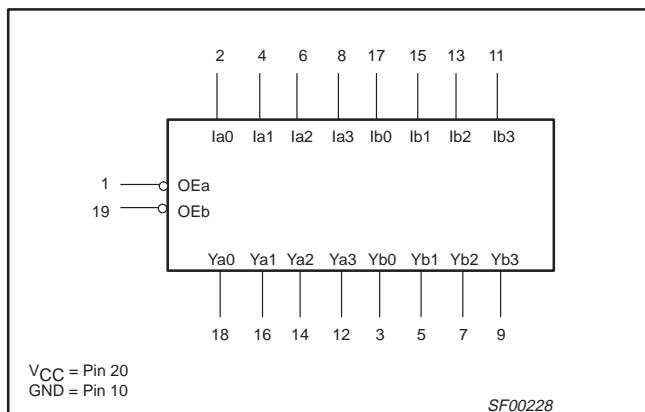 2 4 6 8 17 15 13 11
Ia0 Ia1 Ia2 Ia3 Ib0 Ib1 Ib2 Ib3
1 OEa
19 OEb
Ya0 Ya1 Ya2 Ya3 Yb0 Yb1 Yb2 Yb3
18 16 14 12 3 5 7 9
VCC = Pin 20
GND = Pin 10
SF00228